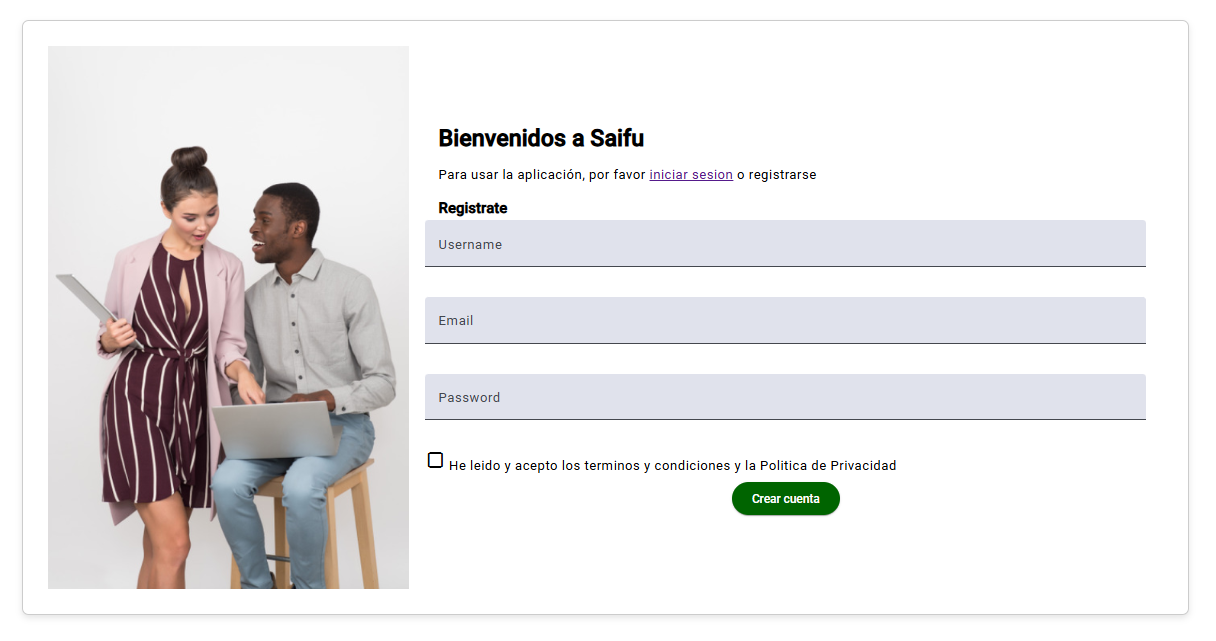 Bienvenidos a Saifu
Para usar la aplicación, por favor iniciar sesion o registrarse
Registrate
Username
Email
Password
He leido y acepto los terminos y condiciones y la Politica de Privacidad
Crear cuenta